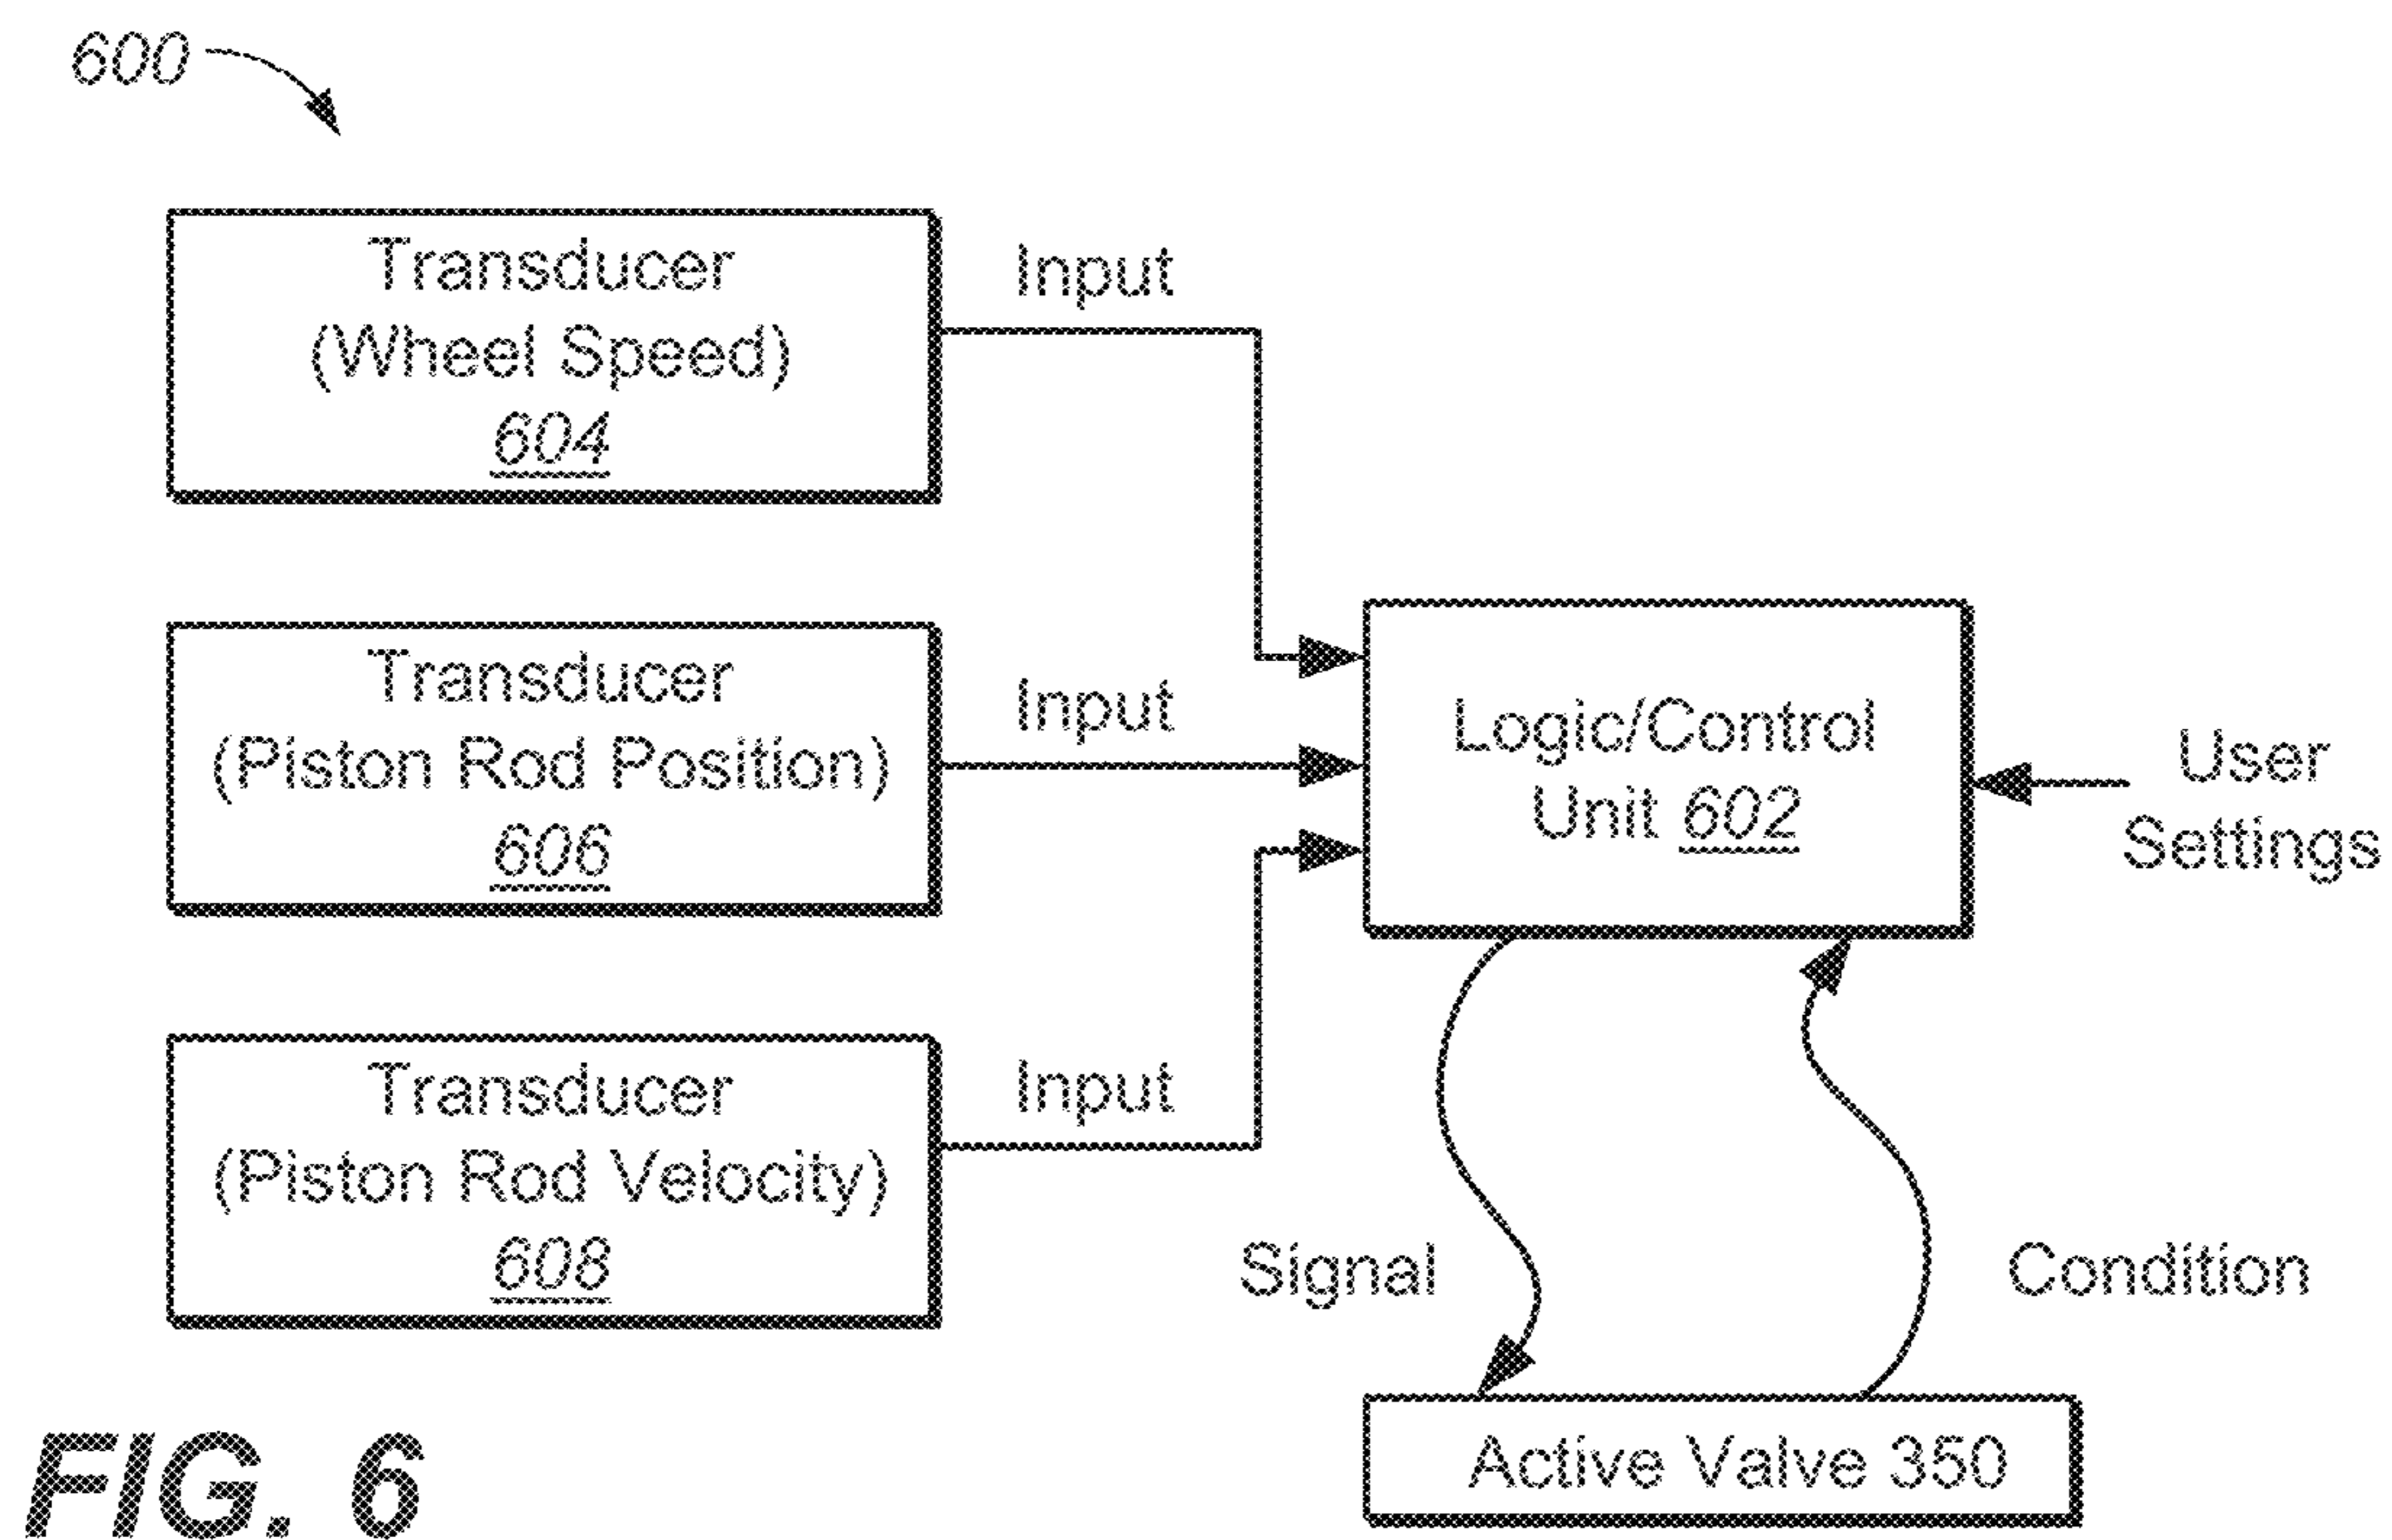 600
Transducer
(Wheel Speed)
604
Input
Transducer
(Piston Rod Position)
606
Input
Logic/Control
Unit 602
User
Settings
Transducer
(Piston Rod Velocity)
608
Input
Signal
Condition
Active Valve 350
FIG. 6